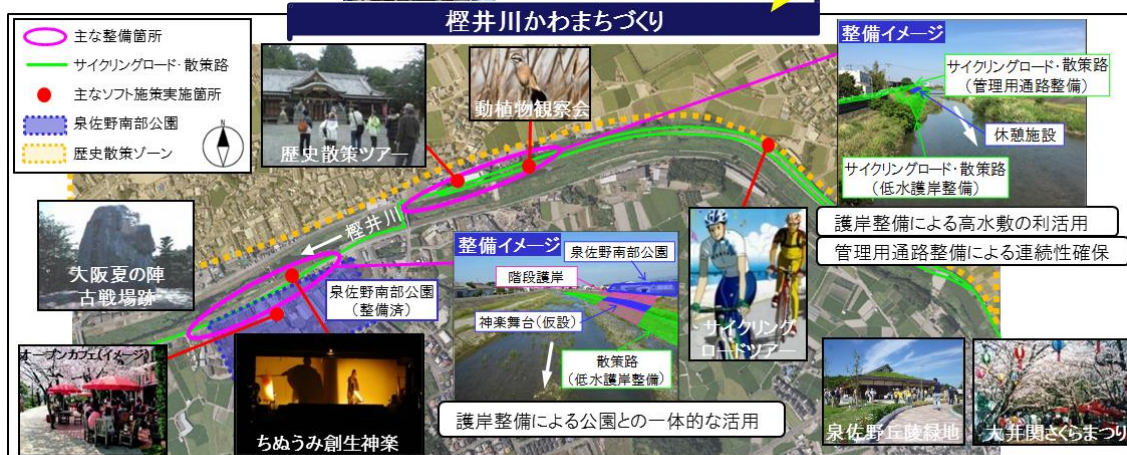 樫井川かわまちづくり
主な整備箇所
サイクリングロード・散策路
主なソフト施策実施箇所
泉佐野南部公園
歴史散策ゾーン
歴史散策ツアー
動植物観察会
整備イメージ
サイクリングロード・散策路
(管理用通路整備)
休憩施設
サイクリングロード・散策路
(低水護岸整備)
護岸整備による高水敷の利活用
管理用通路整備による連続性確保
樫井川
大阪夏の陣
古戦場跡
泉佐野南部公園
(整備済)
整備イメージ
泉佐野南部公園
階段護岸
神楽舞台(仮設)
散策路
(低水護岸整備)
護岸整備による公園との一体的な活用
サイクリング
ロードツアー
オープンカフェ(イメージ)
ちぬうみ創生神楽
泉佐野丘陵緑地
大井関さくらまつり